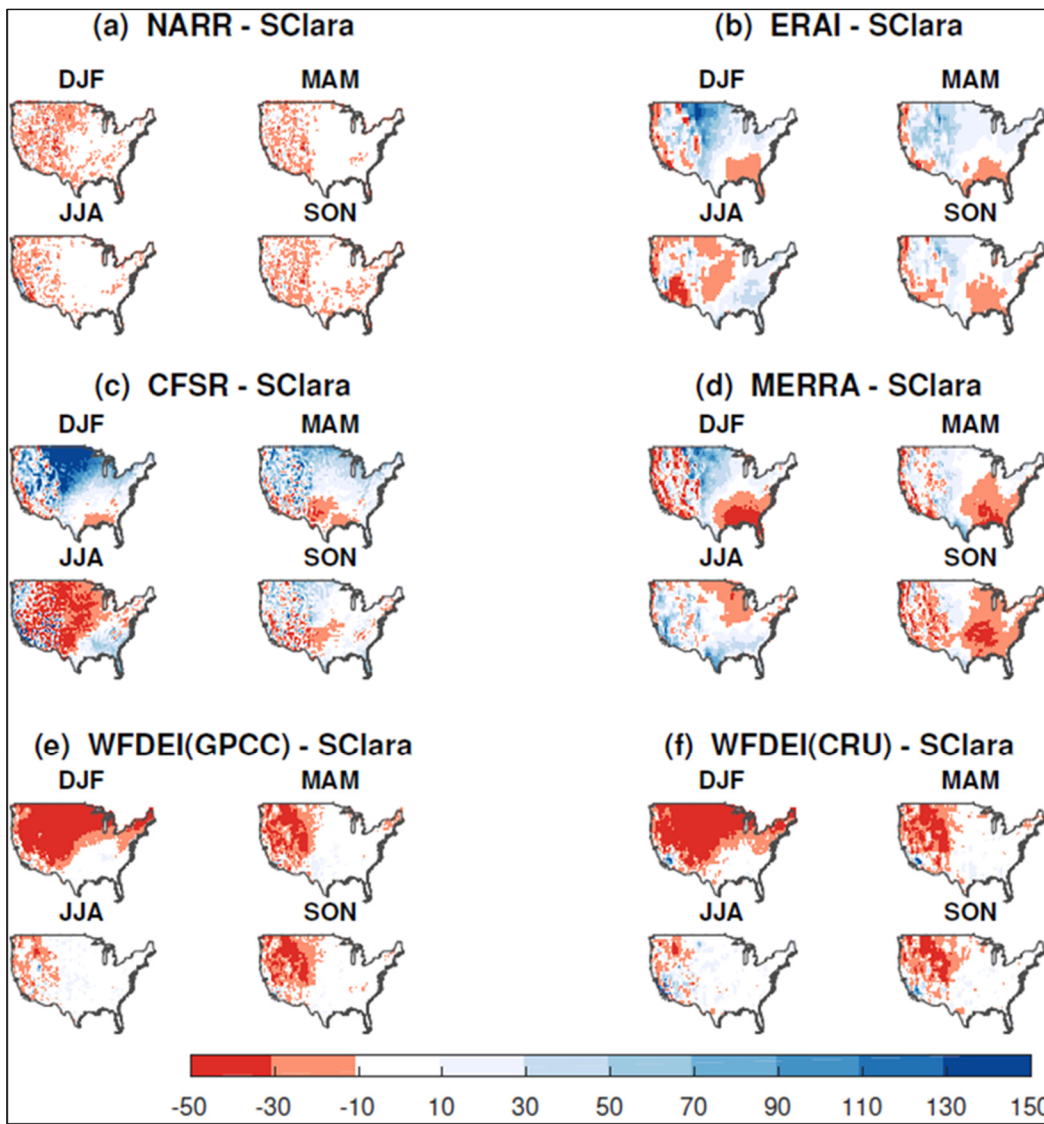 (a) NARR - SClara
DJF MAM
JJA SON
(b) ERAI - SClara
DJF MAM
JJA SON
(c) CFSR - SClara
DJF MAM
JJA SON
(d) MERRA - SClara
DJF MAM
JJA SON
(e) WFDEI(GPCC) - SClara
DJF MAM
JJA SON
(f) WFDEI(CRU) - SClara
DJF MAM
JJA SON
-50 -30 -10 10 30 50 70 90 110 130 150